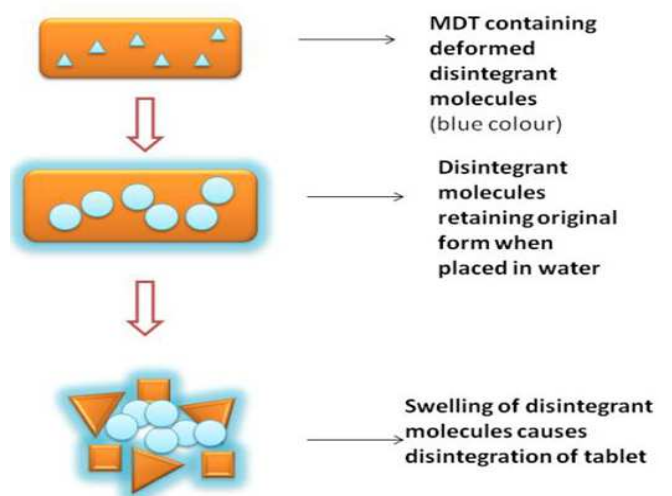 MDT containing
deformed
disintegrant
molecules
(blue colour)
Disintegrant
molecules
retaining original
form when
placed in water
Swelling of disintegrant
molecules causes
disintegration of tablet